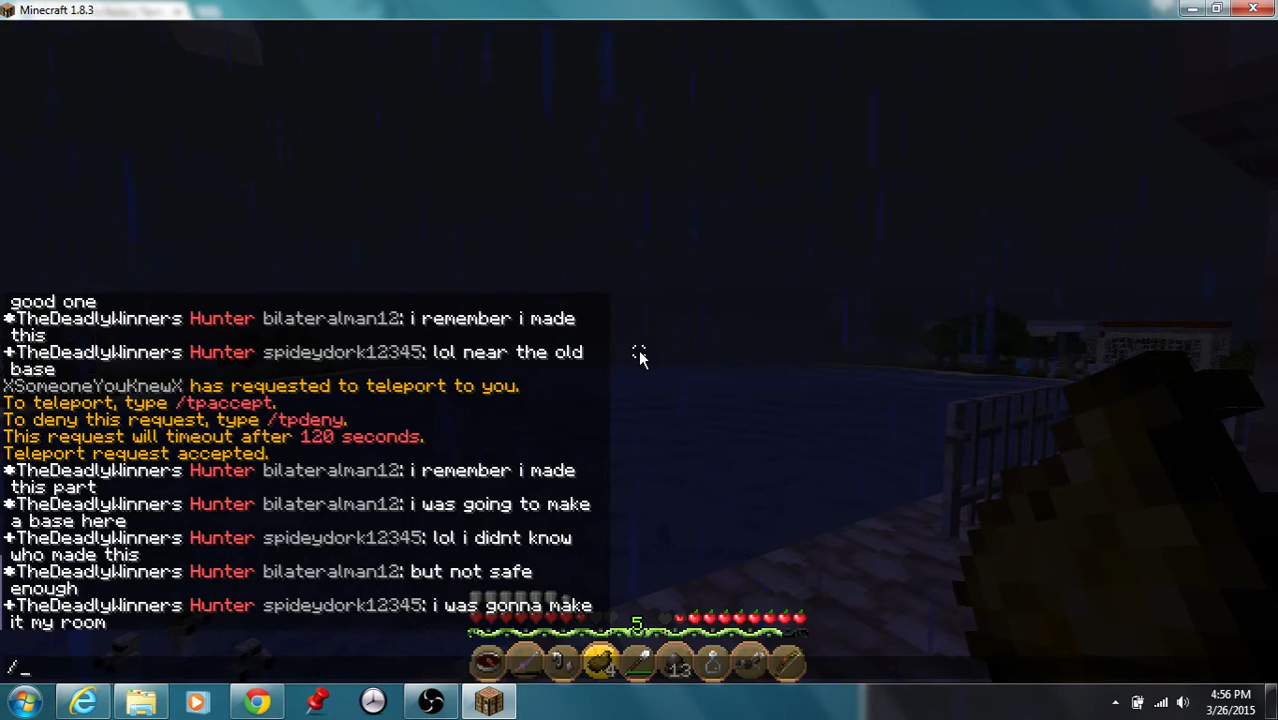 Minecraft 1.8.3
good one
*TheDeadlyWinners Hunter bilateralman12: i remember i made
this
+TheDeadlyWinners Hunter spideydork12345: lol near the old
base
XSomeoneYouKnewX has requested to teleport to you.
To teleport, type /tpaccept.
To deny this request, type /tpdeny.
This request will timeout after 120 seconds.
Teleport request accepted.
*TheDeadlyWinners Hunter bilateralman12: i remember i made
this part
*TheDeadlyWinners Hunter bilateralman12: i was going to make
a base here
+TheDeadlyWinners Hunter spideydork12345: lol i didnt know
who made this
*TheDeadlyWinners Hunter bilateralman12: but not safe
enough
+TheDeadlyWinners Hunter spideydork12345: i was gonna make
it my room
5
/_
4
13
4:56 PM
3/26/2015